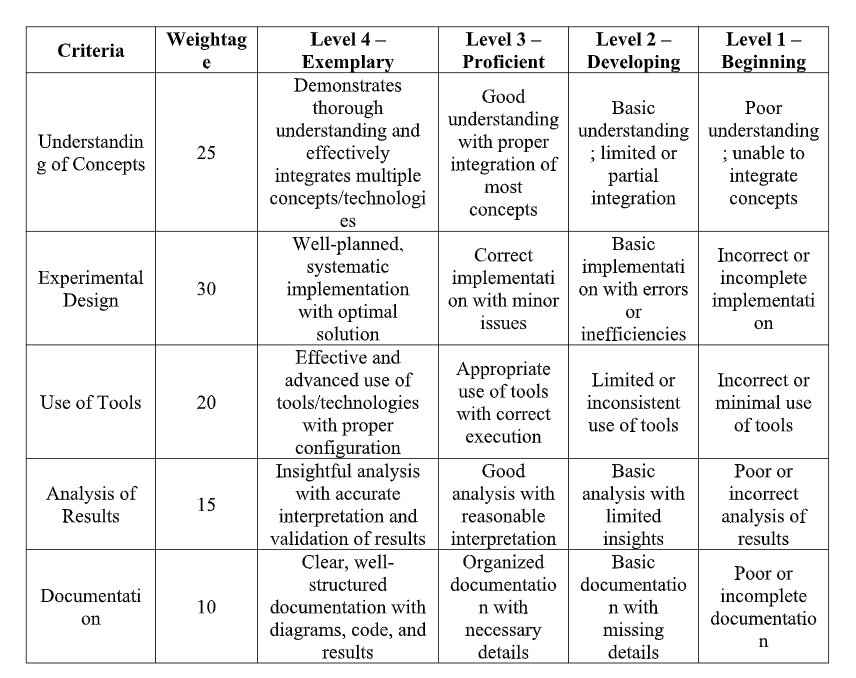 Criteria
Weightag
e
Level 4 –
Exemplary
Level 3 –
Proficient
Level 2 –
Developing
Level 1 –
Beginning
Understandin
g of Concepts
25
Demonstrates
thorough
understanding and
effectively
integrates multiple
concepts/technologi
es
Good
understanding
with proper
integration of
most
concepts
Basic
understanding
; limited or
partial
integration
Poor
understanding
; unable to
integrate
concepts
Experimental
Design
30
Well-planned,
systematic
implementation
with optimal
solution
Correct
implementati
on with minor
issues
Basic
implementati
on with errors
or
inefficiencies
Incorrect or
incomplete
implementati
on
Use of Tools
20
Effective and
advanced use of
tools/technologies
with proper
configuration
Appropriate
use of tools
with correct
execution
Limited or
inconsistent
use of tools
Incorrect or
minimal use
of tools
Analysis of
Results
15
Insightful analysis
with accurate
interpretation and
validation of results
Good
analysis with
reasonable
interpretation
Basic
analysis with
limited
insights
Poor or
incorrect
analysis of
results
Documentati
on
10
Clear, well-
structured
documentation with
diagrams, code, and
results
Organized
documentatio
n with
necessary
details
Basic
documentatio
n with
missing
details
Poor or
incomplete
documentatio
n